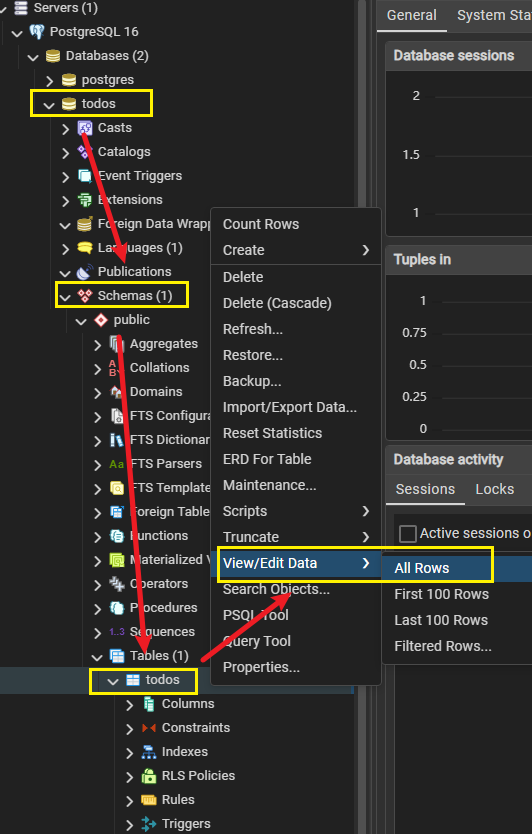 Servers (1)
PostgreSQL 16
Databases (2)
postgres
todos
Casts
Catalogs
Event Triggers
Extensions
Foreign Data Wrapp
Languages (1)
Publications
Schemas (1)
public
Aggregates
Collations
Domains
FTS Configura
FTS Dictionar
FTS Parsers
FTS Template
Foreign Table
Functions
Materialized V
Operators
Procedures
1..3 Sequences
Tables (1)
todos
Columns
Constraints
Indexes
RLS Policies
Rules
Triggers
Count Rows
Create
Delete
Delete (Cascade)
Refresh...
Restore...
Backup...
Import/Export Data...
Reset Statistics
ERD For Table
Maintenance...
Scripts
Truncate
View/Edit Data
Search Objects...
PSQL Tool
Query Tool
Properties...
All Rows
First 100 Rows
Last 100 Rows
Filtered Rows...
General System Sta
Database sessions
2
1.5
1
Tuples in
1
0.75
0.5
0.25
0
Database activity
Sessions Locks
Active sessions o